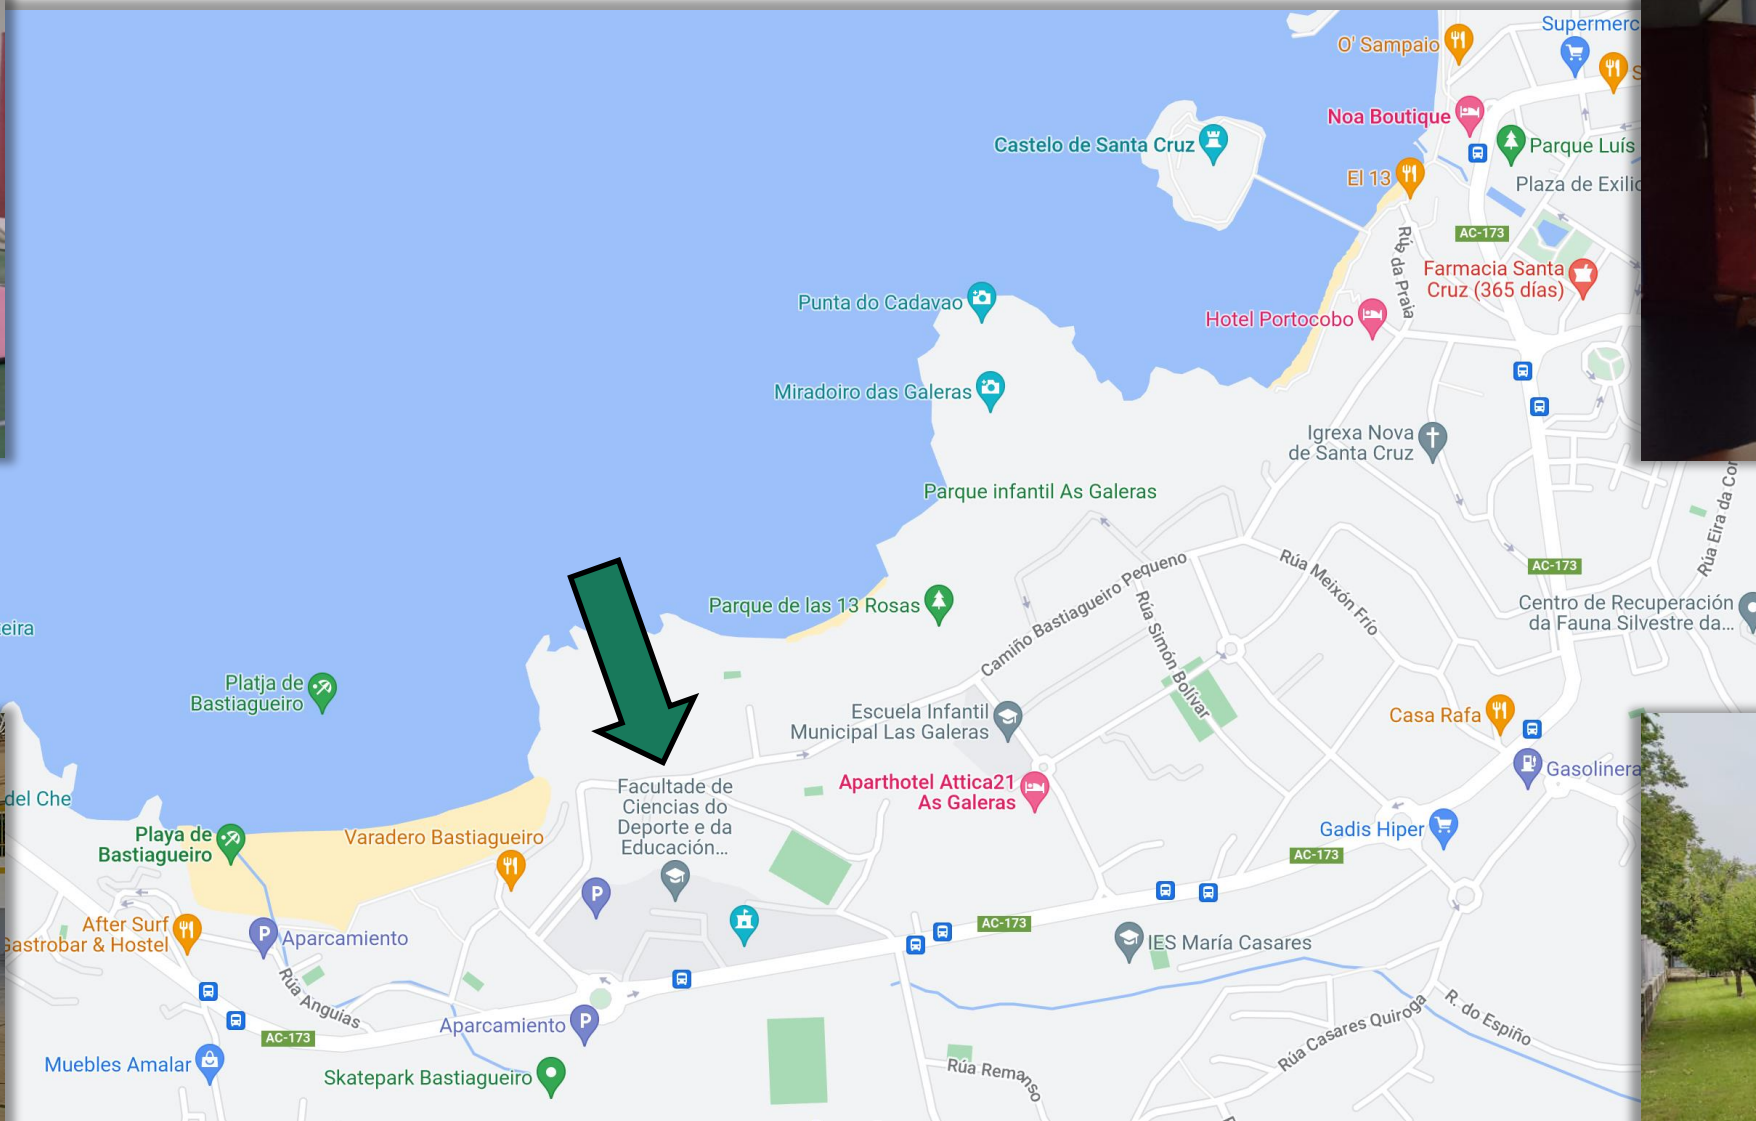 O' Sampaio
Noa Boutique
Parque Luís
Plaza de
El 13
AC-173
Castelo de Santa Cruz
Rúa da Praia
Farmacia Santa
Cruz (365 días)
Punta do Cadavao
Hotel Portocobo
Miradoiro das Galeras
Igrexa Nova
de Santa Cruz
Parque infantil As Galeras
Rúa Eira da
AC-173
Camiño Bastiagueiro Pequeno
Rúa Meixón Frío
Rúa Simón Bolívar
Centro de Recuperación
da Fauna Silvestre da...
Parque de las 13 Rosas
Platja de
Bastiagueiro
Escuela Infantil
Municipal Las Galeras
Casa Rafa
Gasolinera
Aparthotel Attica21
As Galeras
Facultade de
Ciencias do
Deporte e da
Educación...
del Che
Playa de
Bastiagueiro
Varadero Bastiagueiro
Gadis Hiper
AC-173
P
After Surf
Gastrobar & Hostel
P
Aparcamiento
AC-173
IES María Casares
Rúa Anguias
Aparcamiento
P
AC-173
R. do Espiño
Rúa Casares Quiroga
Muebles Amalar
Skatepark Bastiagueiro
Rúa Remanso